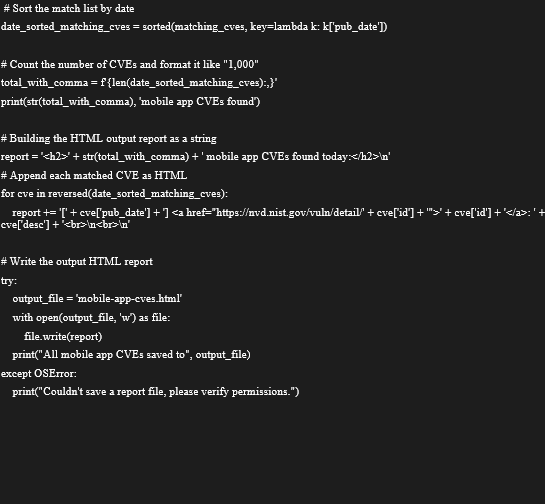 # Sort the match list by date
date_sorted_matching_cves = sorted(matching_cves, key=lambda k: k['pub_date'])
# Count the number of CVEs and format it like "1,000"
total_with_comma = f'{len(date_sorted_matching_cves):,}'
print(str(total_with_comma), 'mobile app CVEs found')
# Building the HTML output report as a string
report = '<h2>' + str(total_with_comma) + ' mobile app CVEs found today:</h2>\n'
# Append each matched CVE as HTML
for cve in reversed(date_sorted_matching_cves):
    report += '[' + cve['pub_date'] + '] <a href="https://nvd.nist.gov/vuln/detail/' + cve['id'] + '">' + cve['id'] + '</a>: ' +
cve['desc'] + '<br>\n<br>\n'
# Write the output HTML report
try:
    output_file = 'mobile-app-cves.html'
    with open(output_file, 'w') as file:
        file.write(report)
    print("All mobile app CVEs saved to", output_file)
except OSError:
    print("Couldn't save a report file, please verify permissions.")